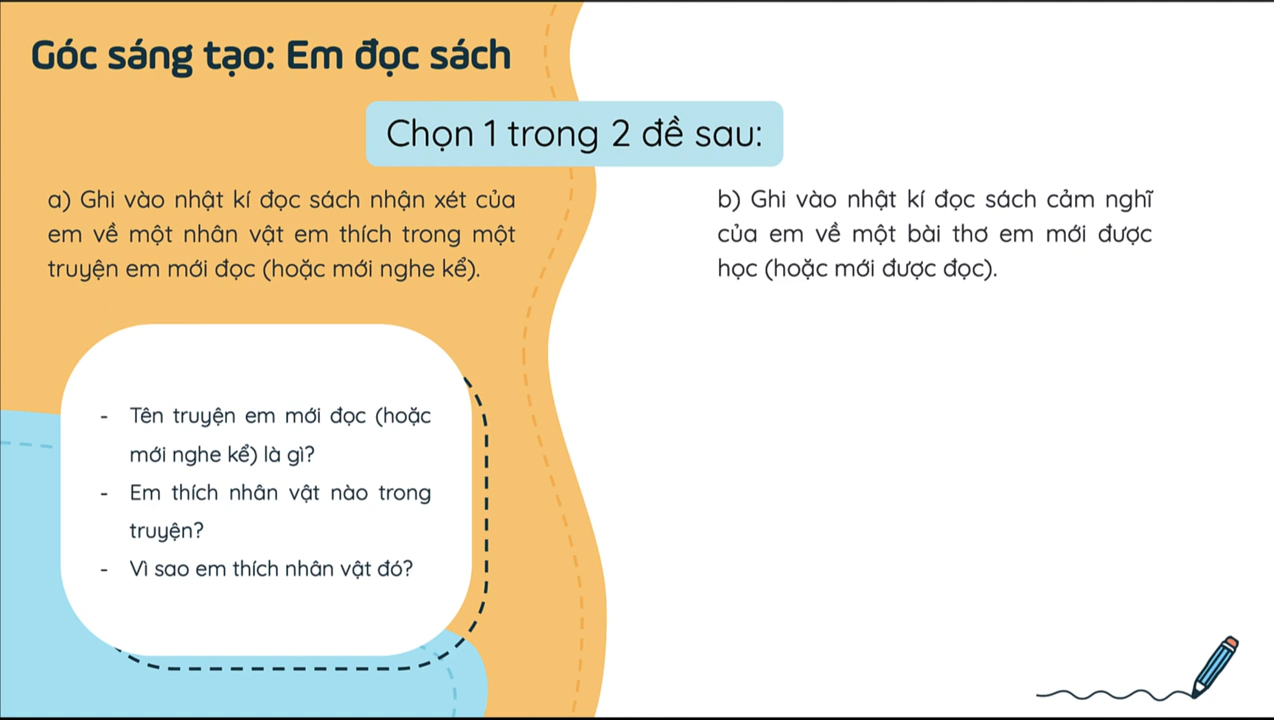 Góc sáng tạo: Em đọc sách
Chọn 1 trong 2 đề sau:
a) Ghi vào nhật kí đọc sách nhận xét của
em về một nhân vật em thích trong một
truyện em mới đọc (hoặc mới nghe kể).
- Tên truyện em mới đọc (hoặc
mới nghe kể) là gì?
- Em thích nhân vật nào trong
truyện?
- Vì sao em thích nhân vật đó?
b) Ghi vào nhật kí đọc sách cảm nghĩ
của em về một bài thơ em mới được
học (hoặc mới được đọc).